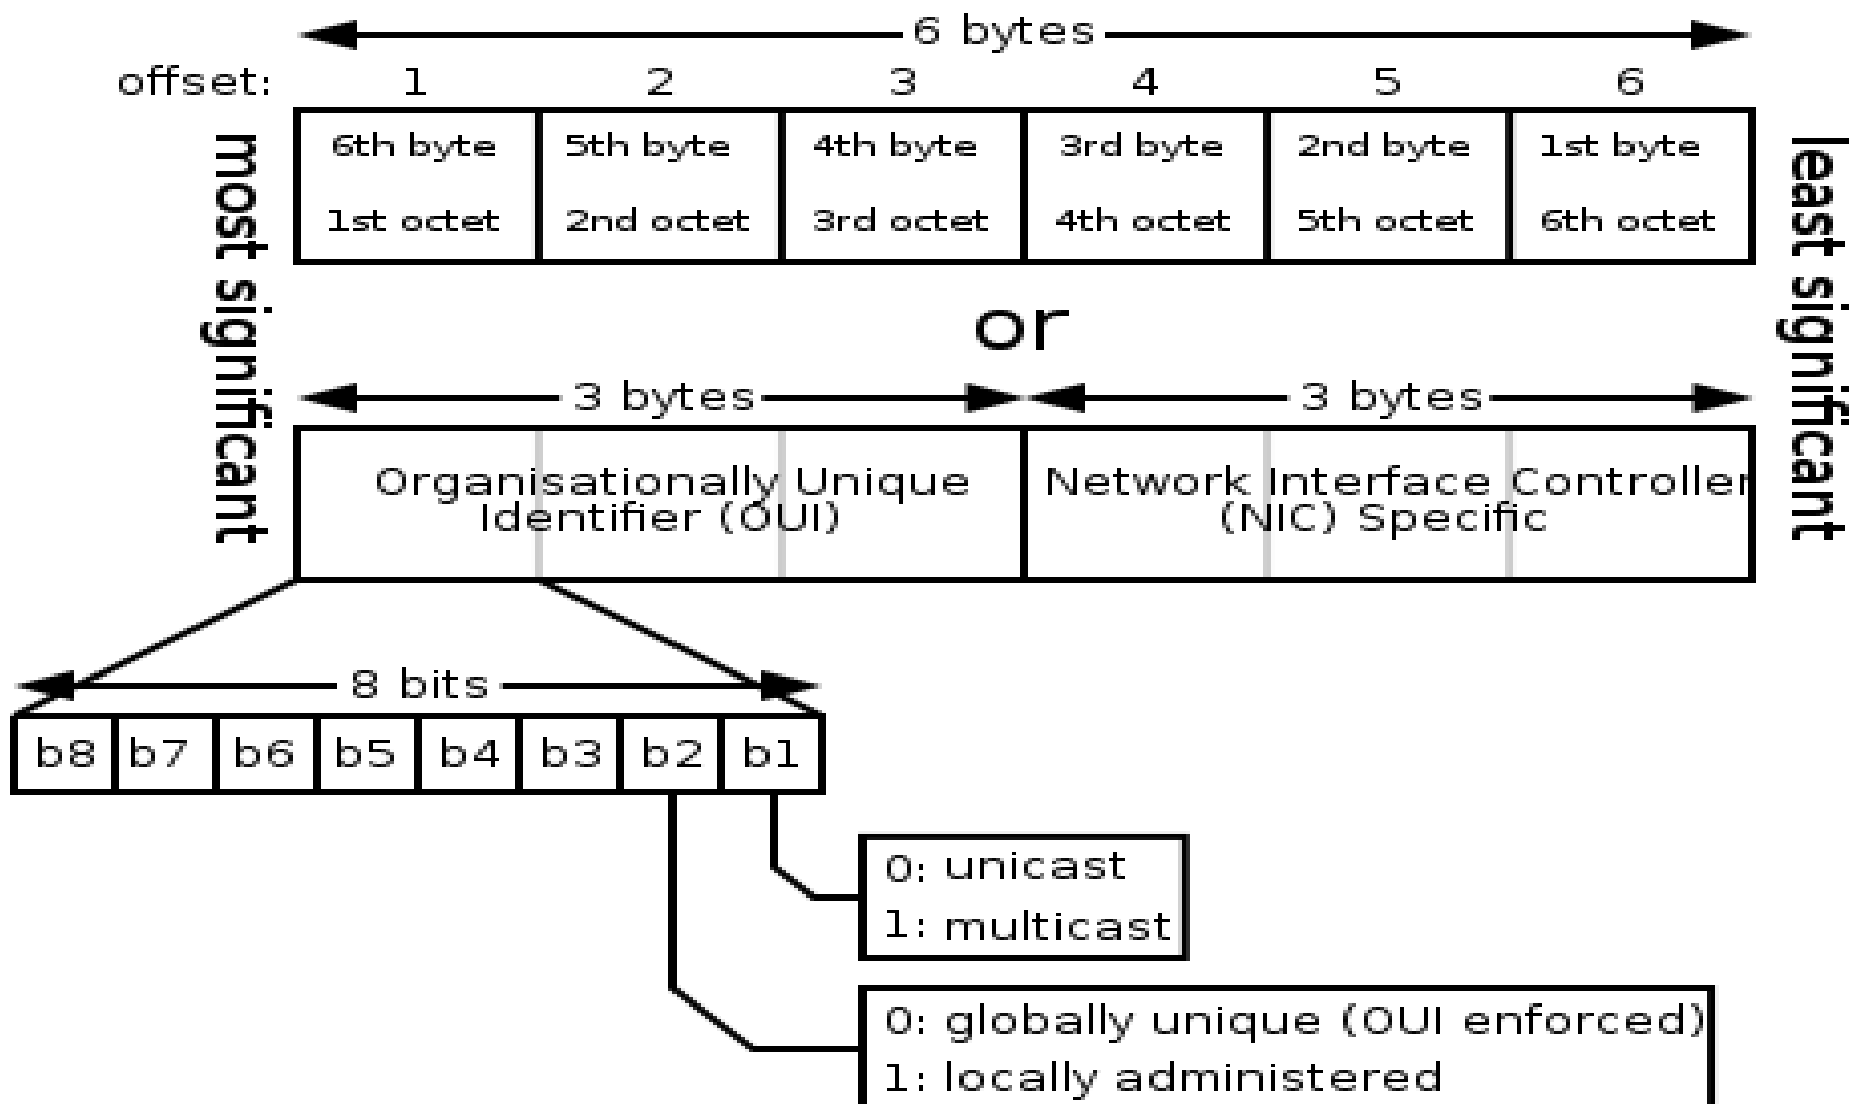 6 bytes
offset: 1 2 3 4 5 6
6th byte 5th byte 4th byte 3rd byte 2nd byte 1st byte
1st octet 2nd octet 3rd octet 4th octet 5th octet 6th octet
most significant
least significant
or
3 bytes 3 bytes
Organisationally Unique
Identifier (OUI)
Network Interface Controller
(NIC) Specific
8 bits
b8 b7 b6 b5 b4 b3 b2 b1
0: unicast
1: multicast
0: globally unique (OUI enforced)
1: locally administered